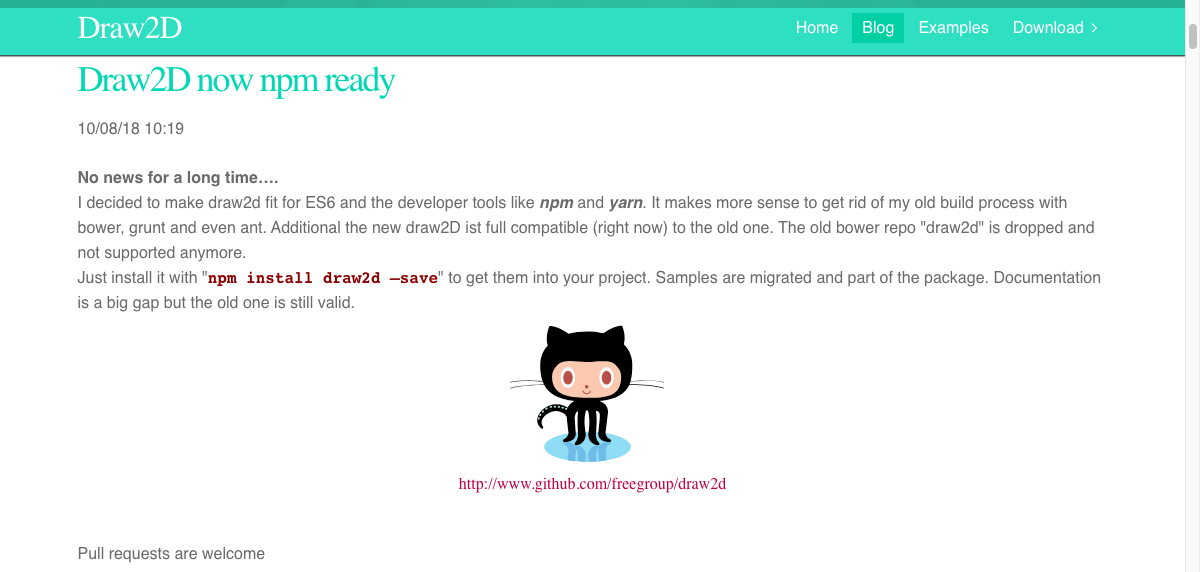 Draw2D
Home
Blog
Examples
Download
Draw2D now npm ready
10/08/18 10:19
No news for a long time….
I decided to make draw2d fit for ES6 and the developer tools like npm and yarn. It makes more sense to get rid of my old build process with
bower, grunt and even ant. Additional the new draw2D ist full compatible (right now) to the old one. The old bower repo "draw2d" is dropped and
not supported anymore.
Just install it with "npm install draw2d —save" to get them into your project. Samples are migrated and part of the package. Documentation
is a big gap but the old one is still valid.
http://www.github.com/freegroup/draw2d
Pull requests are welcome